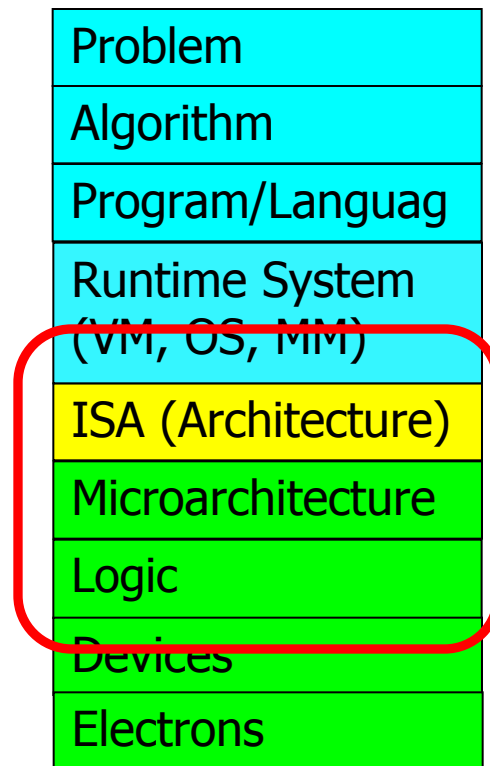 Problem
Algorithm
Program/Languag
Runtime System
(VM, OS, MM)
ISA (Architecture)
Microarchitecture
Logic
Devices
Electrons